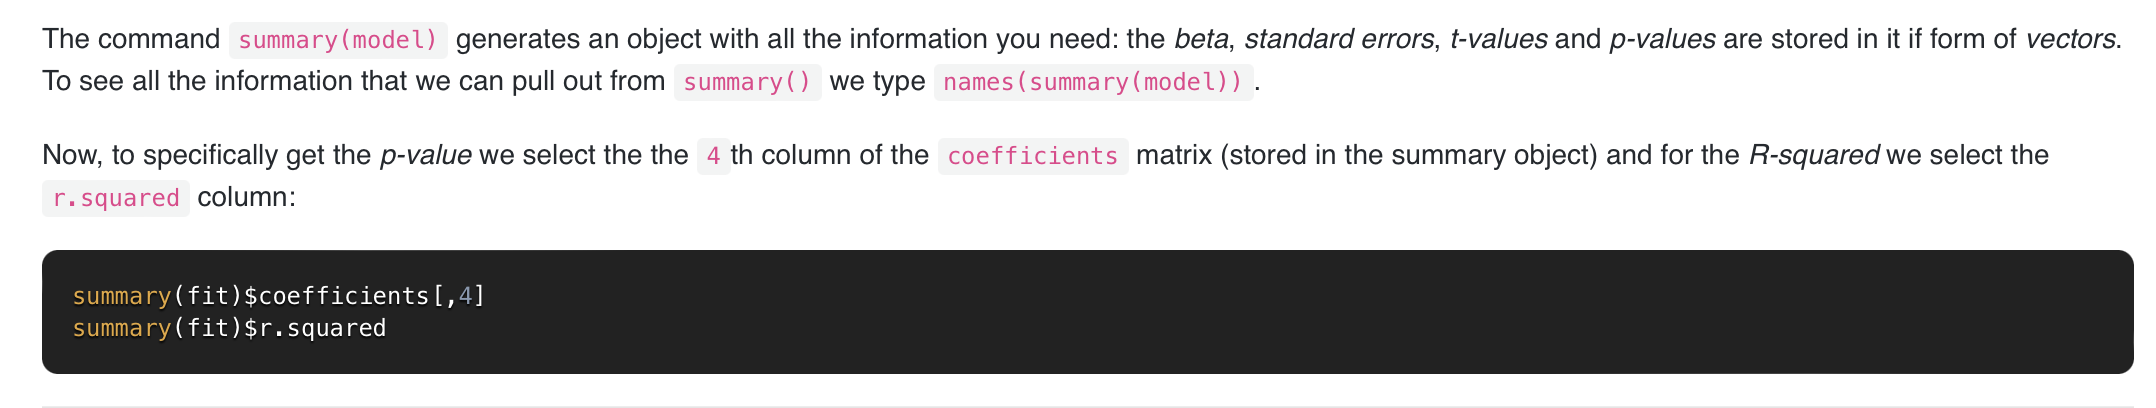 The command summary(model) generates an object with all the information you need: the beta, standard errors, t-values and p-values are stored in it if form of vectors.
To see all the information that we can pull out from summary() we type names(summary(model)).
Now, to specifically get the p-value we select the the 4 th column of the coefficients matrix (stored in the summary object) and for the R-squared we select the
r.squared column:
summary(fit)$coefficients[,4]
summary(fit)$r.squared